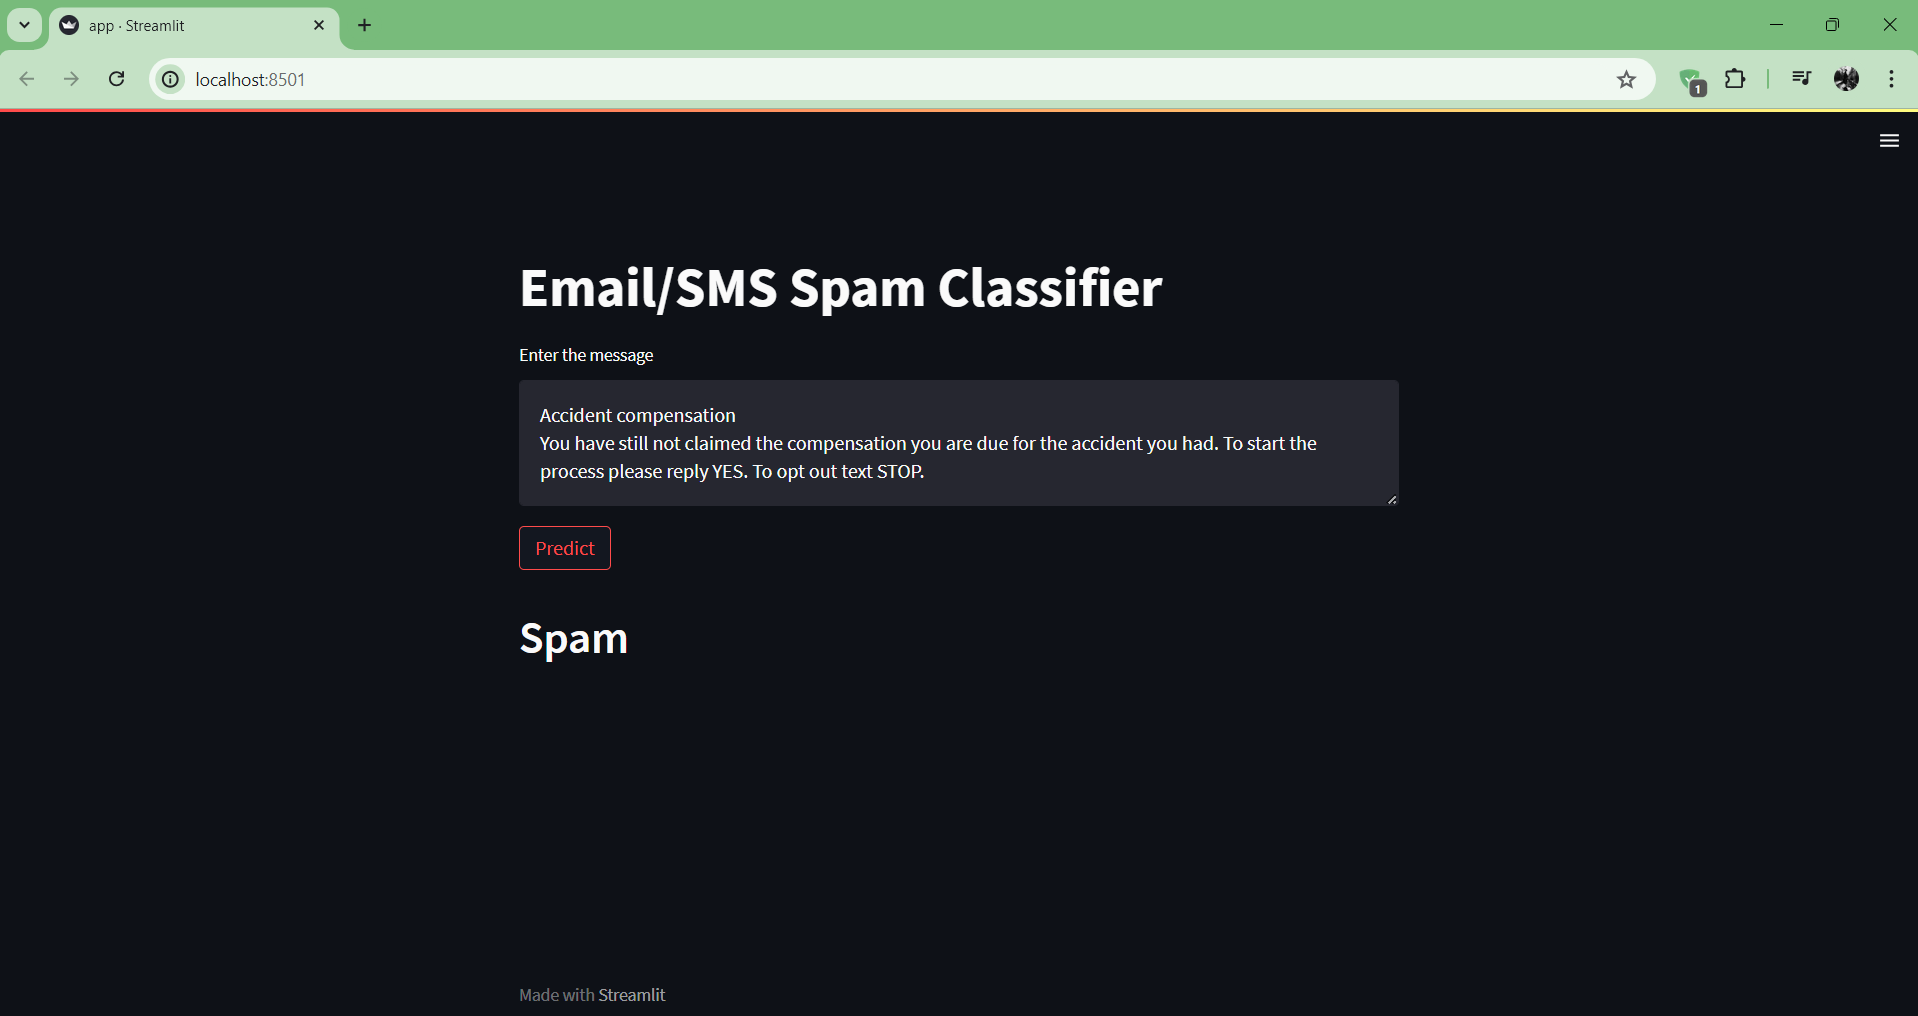 app · Streamlit
localhost:8501
1
Email/SMS Spam Classifier
Enter the message
Accident compensation
You have still not claimed the compensation you are due for the accident you had. To start the
process please reply YES. To opt out text STOP.
Predict
Spam
Made with Streamlit